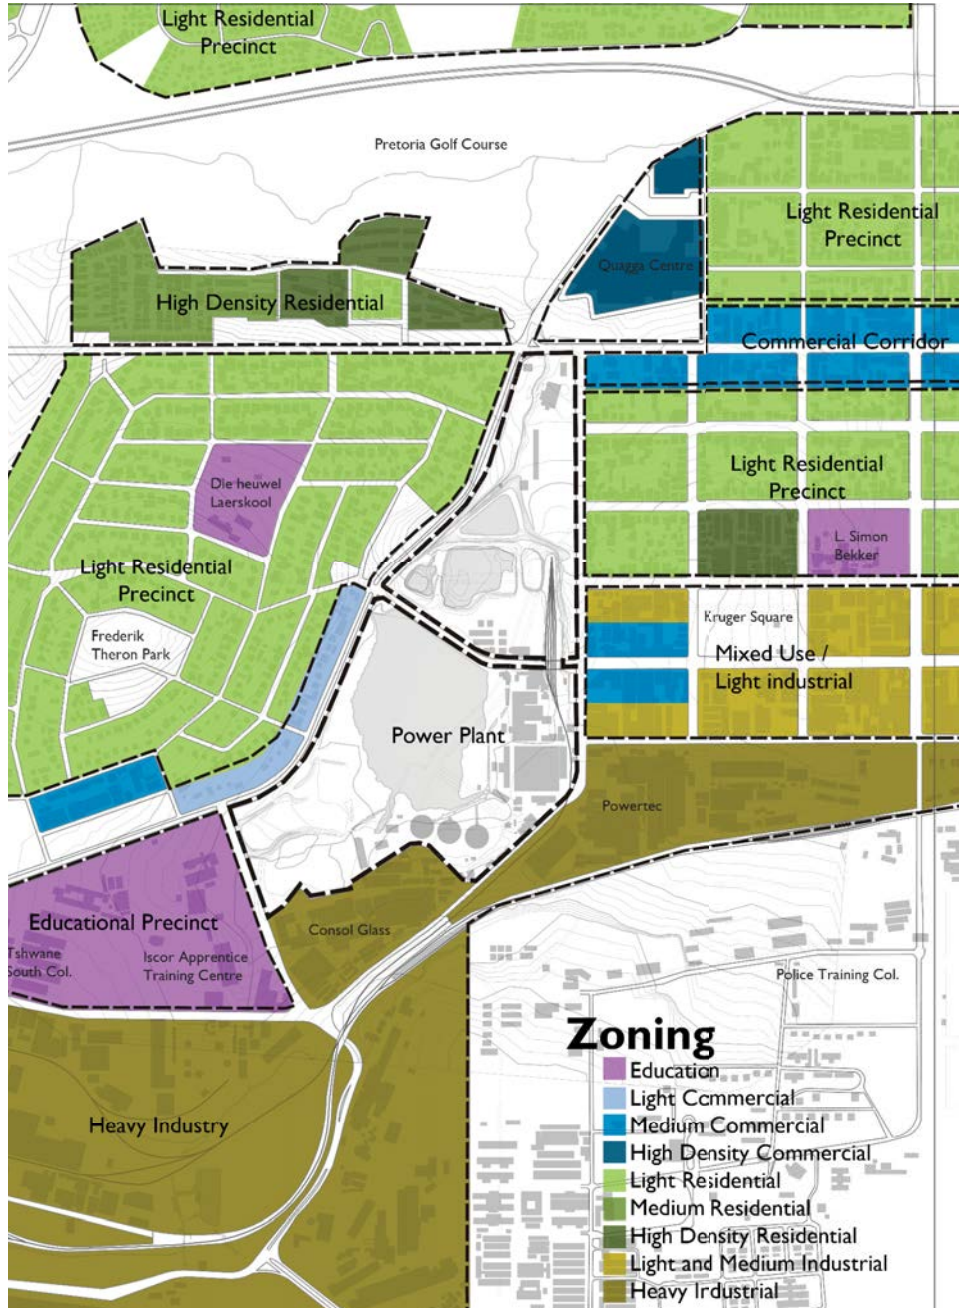 Light Residential
Precinct
Pretoria Golf Course
Light Residential
Precinct
Quagga Centre
High Density Residential
Commercial Corridor
Die heuwel
Laerskool
Light Residential
Precinct
L. Simon
Bekker
Light Residential
Precinct
Frederik
Theron Park
Kruger Square
Mixed Use /
Light industrial
Power Plant
Powertec
Educational Precinct
Consol Glass
Tshwane
South Col.
Iscor Apprentice
Training Centre
Police Training Col.
Zoning
Education
Light Commercial
Medium Commercial
High Density Commercial
Light Residential
Medium Residential
High Density Residential
Light and Medium Industrial
Heavy Industrial
Heavy Industry